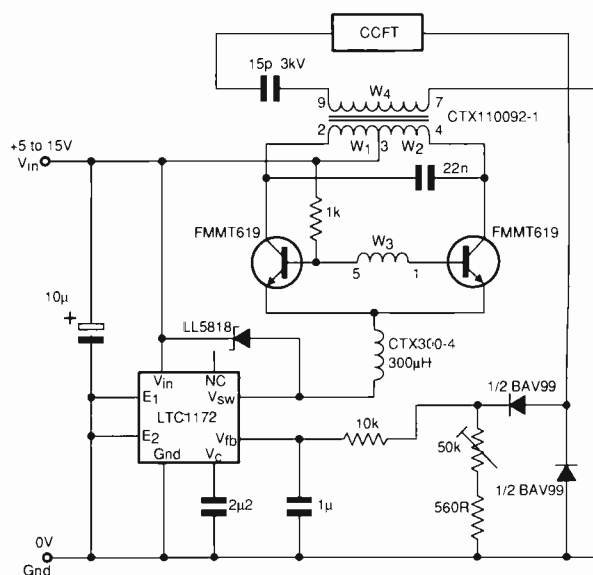 CCFT
15p 3kV
W4
9
7
CTX110092-1
2
W1
3
W2
4
+5 to 15V
VIn
22n
1k
FMMT619
FMMT619
W3
5
1
10µ
+
LL5818
CTX300-4
300µH
Vin
NC
E1
Vsw
LTC1172
E2
Vfb
Gnd
Vc
10k
1/2 BAV99
50k
1/2 BAV99
560R
2µ2
1µ
0V
Gnd